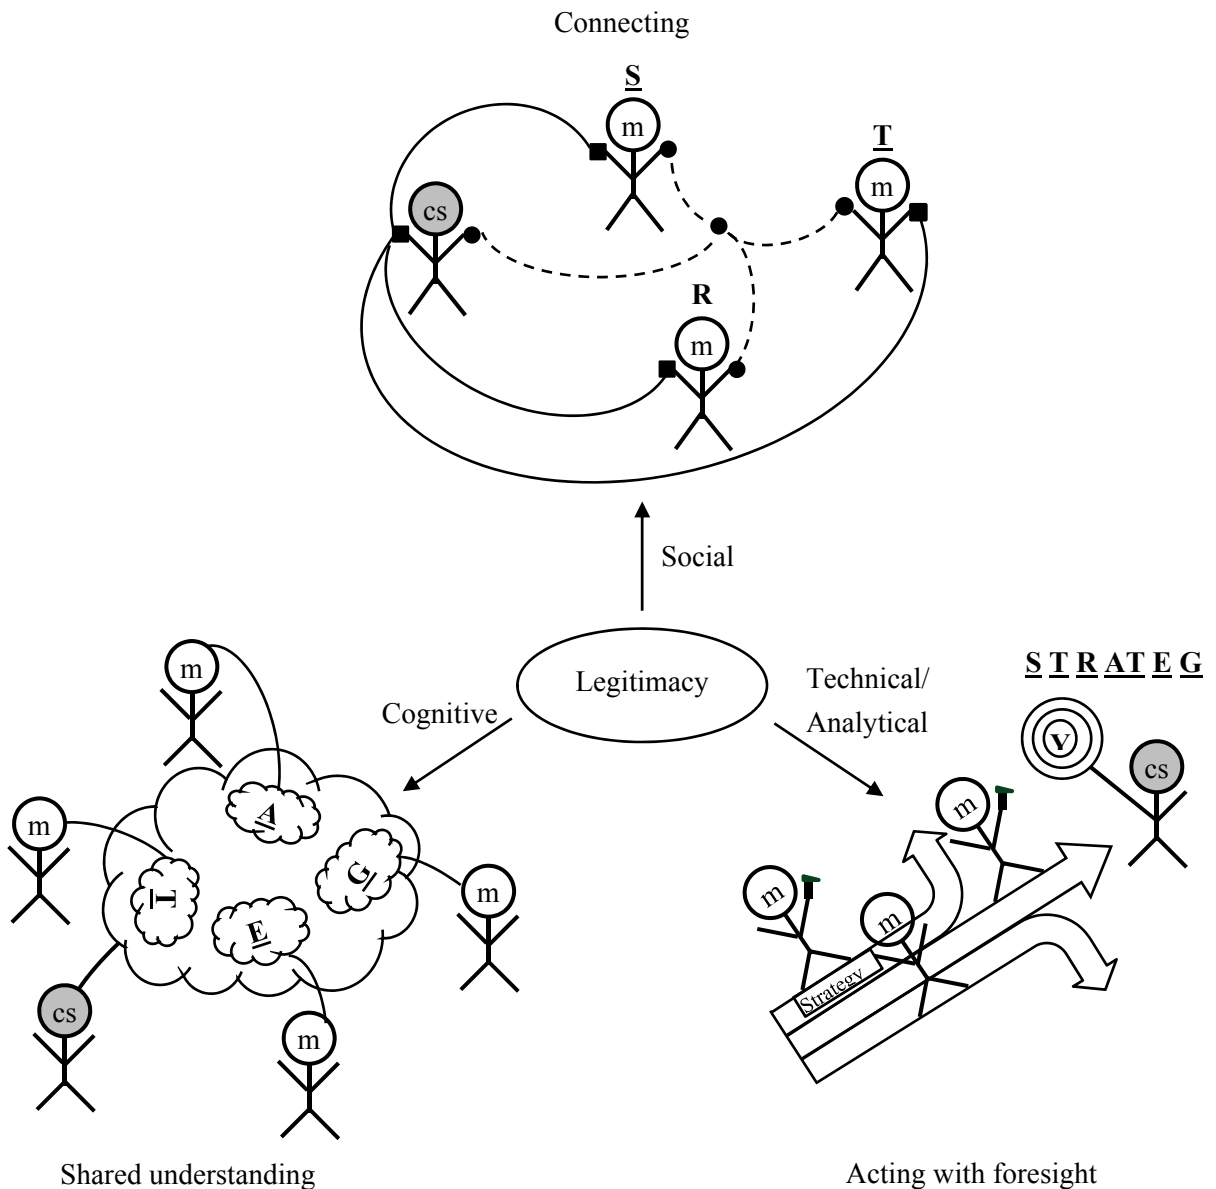 Connecting
S
m
T
m
cs
R
m
Social
Legitimacy
Cognitive
Technical/
Analytical
S T R AT E G
Y
cs
m
m
m
Strategy
m
A
m
G
T
m
E
cs
m
Shared understanding
Acting with foresight